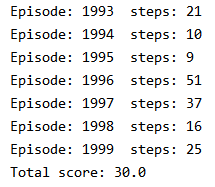 Episode: 1993  steps: 21
Episode: 1994  steps: 10
Episode: 1995  steps: 9
Episode: 1996  steps: 51
Episode: 1997  steps: 37
Episode: 1998  steps: 16
Episode: 1999  steps: 25
Total score: 30.0